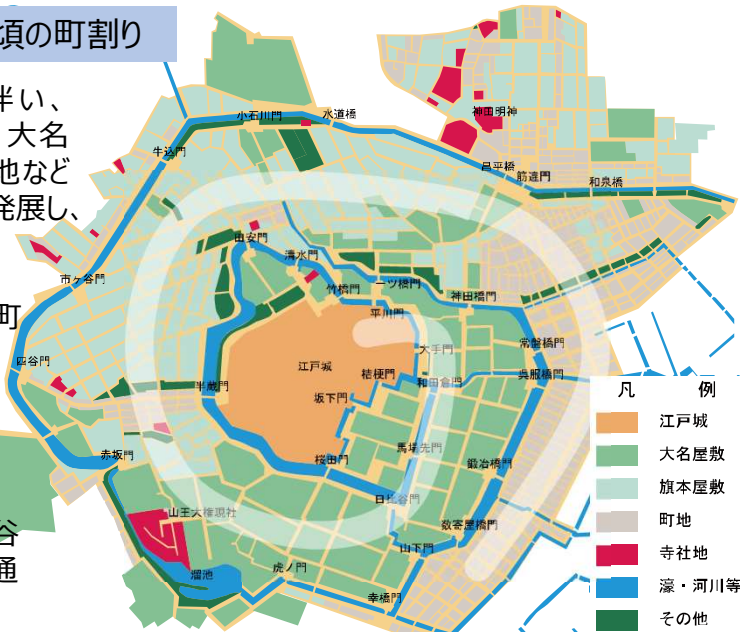 頃の町割り
伴い、
大名
地など
発展し、
町
谷
通
小石川門
水道橋
神田明神
牛込門
昌平橋
筋違門
和泉橋
田安門
清水門
市ヶ谷門
竹橋門
一ツ橋門
神田橋門
平川門
四谷門
大手門
常盤橋門
江戸城
桔梗門
和田倉門
呉服橋門
半蔵門
坂下門
赤坂門
桜田門
馬場先門
鍛冶橋門
日比谷門
山王大権現社
数寄屋橋門
山下門
溜池
虎ノ門
幸橋門
凡 例
江戸城
大名屋敷
旗本屋敷
町地
寺社地
濠・河川等
その他